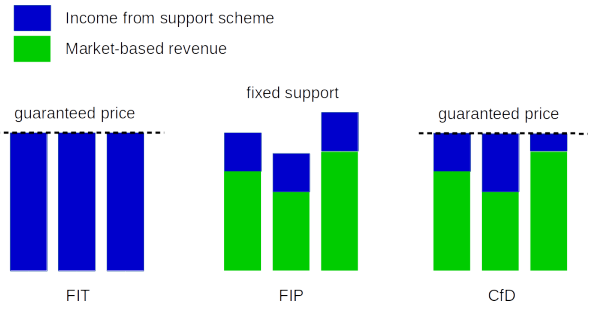 Income from support scheme
Market-based revenue
fixed support
guaranteed price
guaranteed price
FIT
FIP
CfD